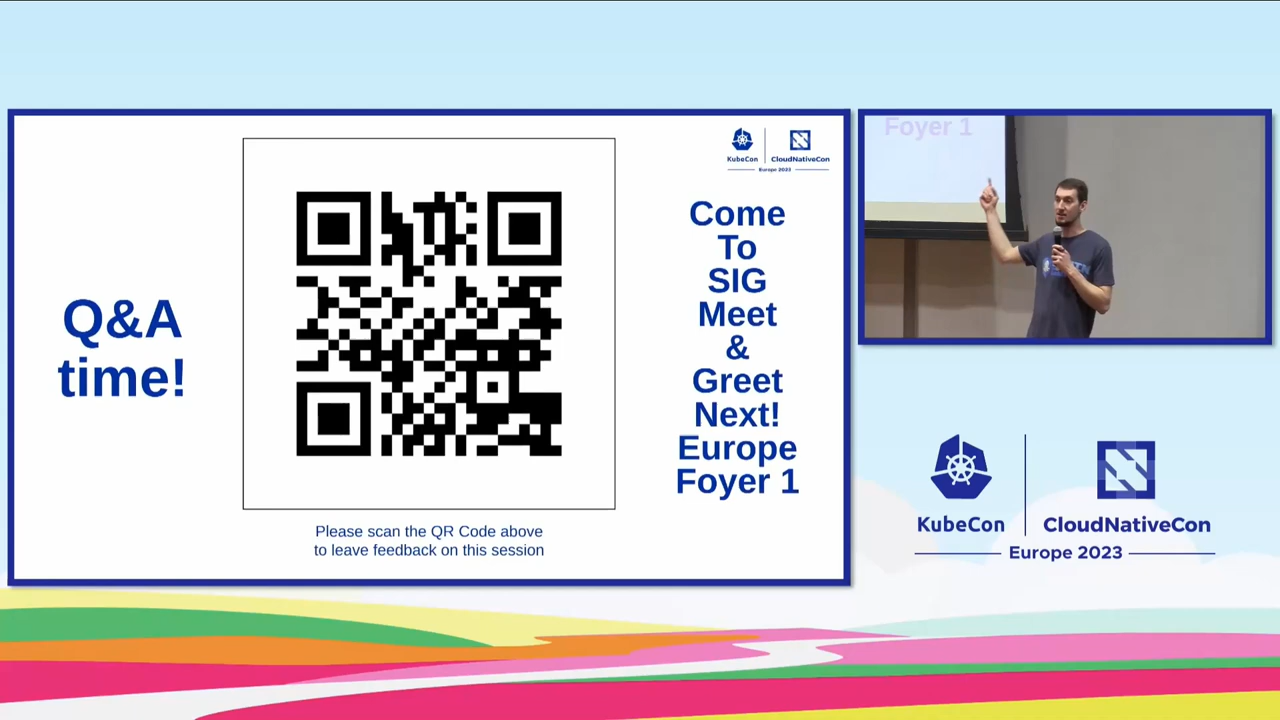 Q&A
time!
KubeCon
CloudNativeCon
Europe 2023
Come
To
SIG
Meet
&
Greet
Next!
Europe
Foyer 1
Please scan the QR Code above
to leave feedback on this session
Foyer 1
KubeCon
CloudNativeCon
Europe 2023